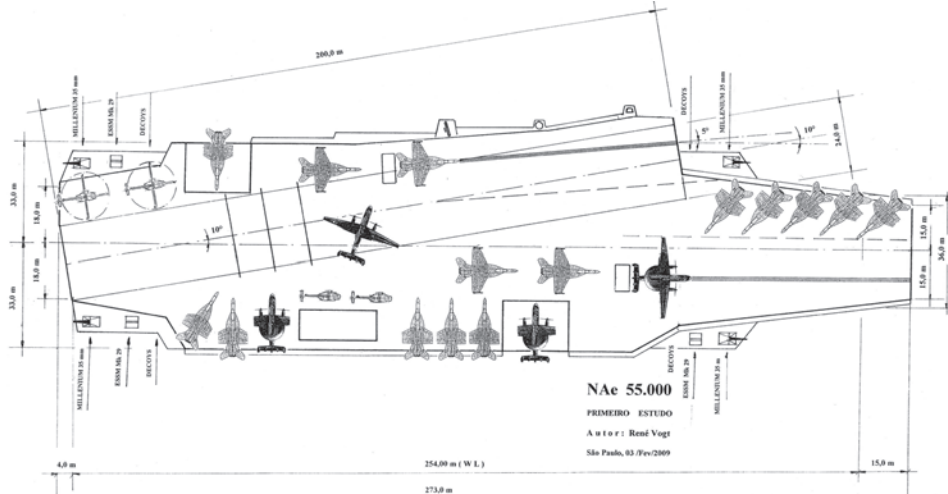 200,0 m
MILLENIUM 35 mm
ESSM Mk 29
DECOYS
DECOYS
MILLENIUM 35 mm
5°
10°
24,0 m
33,0 m
18,0 m
10°
18,0 m
33,0 m
15,0 m
36,0 m
15,0 m
MILLENIUM 35 mm
ESSM Mk 29
DECOYS
DECOYS
ESSM Mk 29
MILLENIUM 35 m
NAe 55.000
PRIMEIRO ESTUDO
Autor: René Vogt
São Paulo, 03 /Fev/2009
4,0 m
254,00 m ( W L )
15,0 m
273,0 m